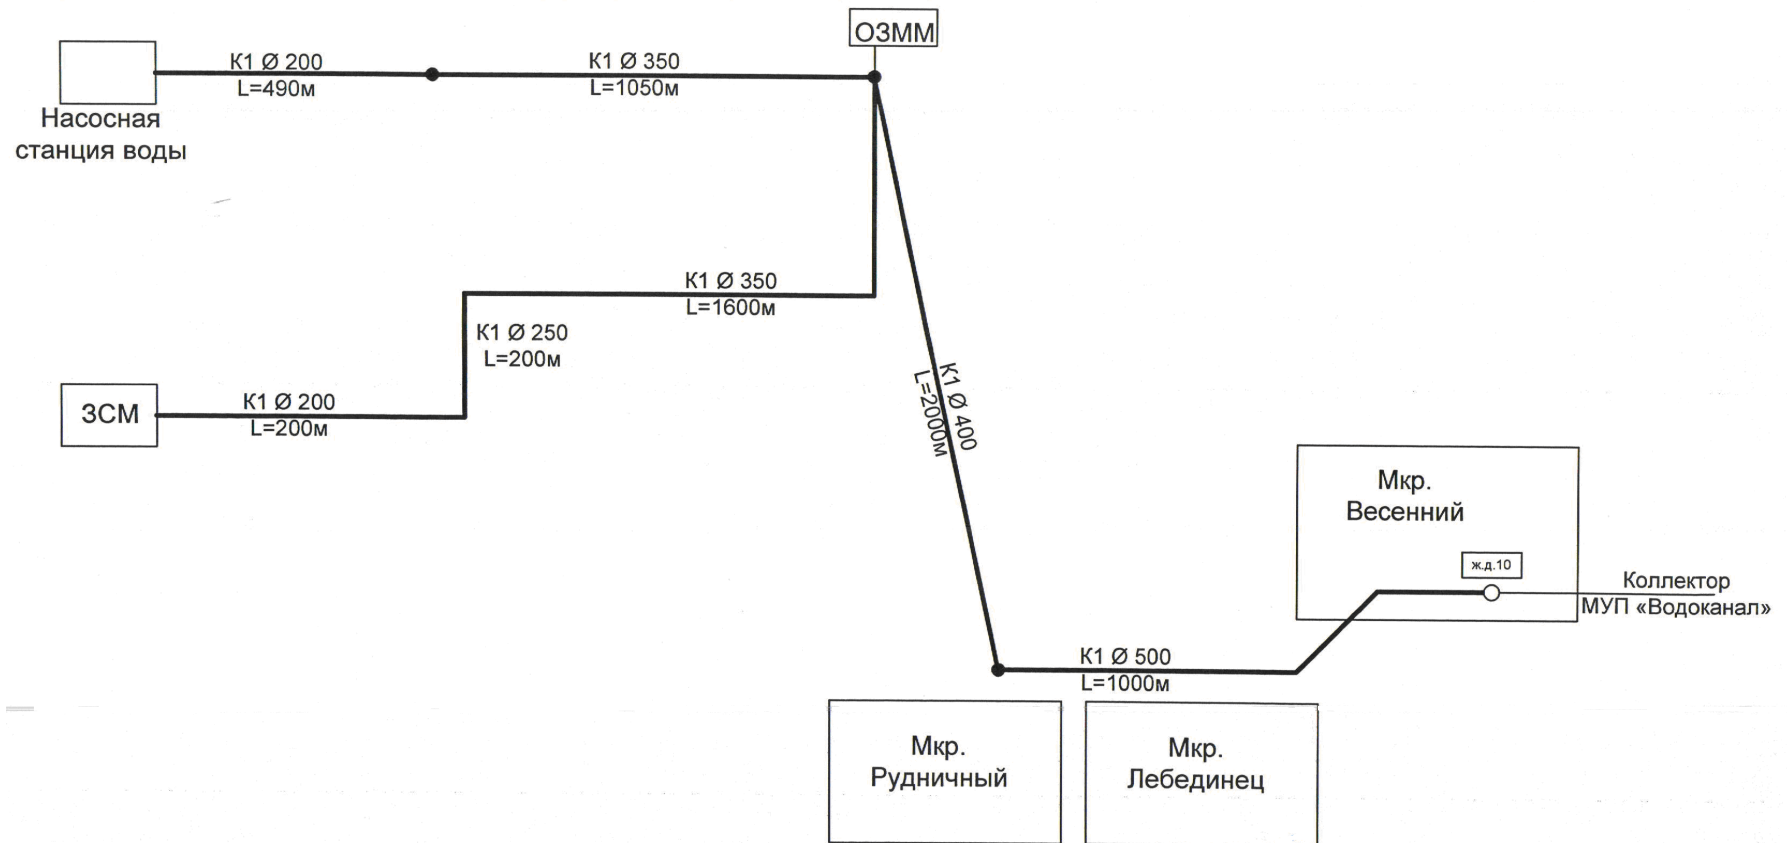 ОЗММ
К1 Ø 200
L=490м
К1 Ø 350
L=1050м
Насосная
станция воды
К1 Ø 350
L=1600м
К1 Ø 250
L=200м
ЗСМ
К1 Ø 200
L=200м
К1 Ø 400
L=2000м
Мкр.
Весенний
ж.д.10
Коллектор
МУП «Водоканал»
К1 Ø 500
L=1000м
Мкр.
Рудничный
Мкр.
Лебединец